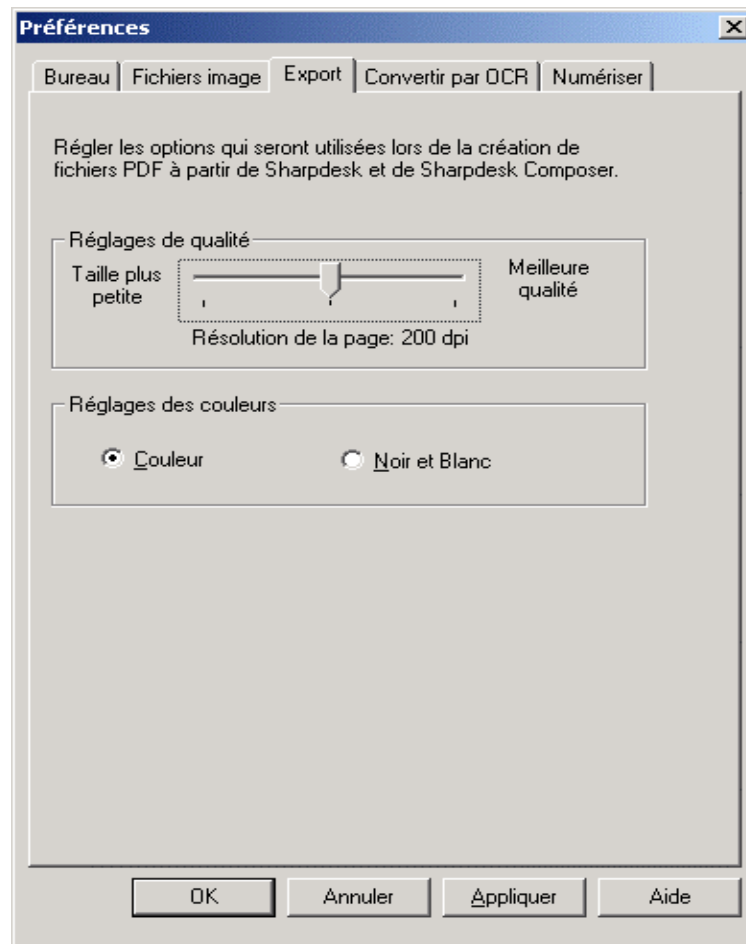 Préférences
Bureau
Fichiers image
Export
Convertir par OCR
Numériser
Régler les options qui seront utilisées lors de la création de
fichiers PDF à partir de Sharpdesk et de Sharpdesk Composer.
Réglages de qualité
Taille plus
petite
Meilleure
qualité
Résolution de la page: 200 dpi
Réglages des couleurs
Couleur
Noir et Blanc
OK
Annuler
Appliquer
Aide